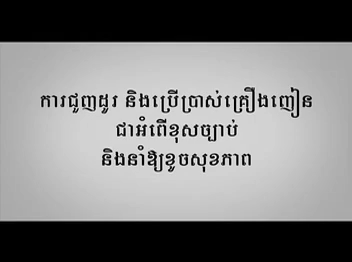 ការជួញដូរ និងប្រើប្រាស់គ្រឿងញៀន
ជាអំពើខុសច្បាប់
និងនាំឱ្យខូចសុខភាព